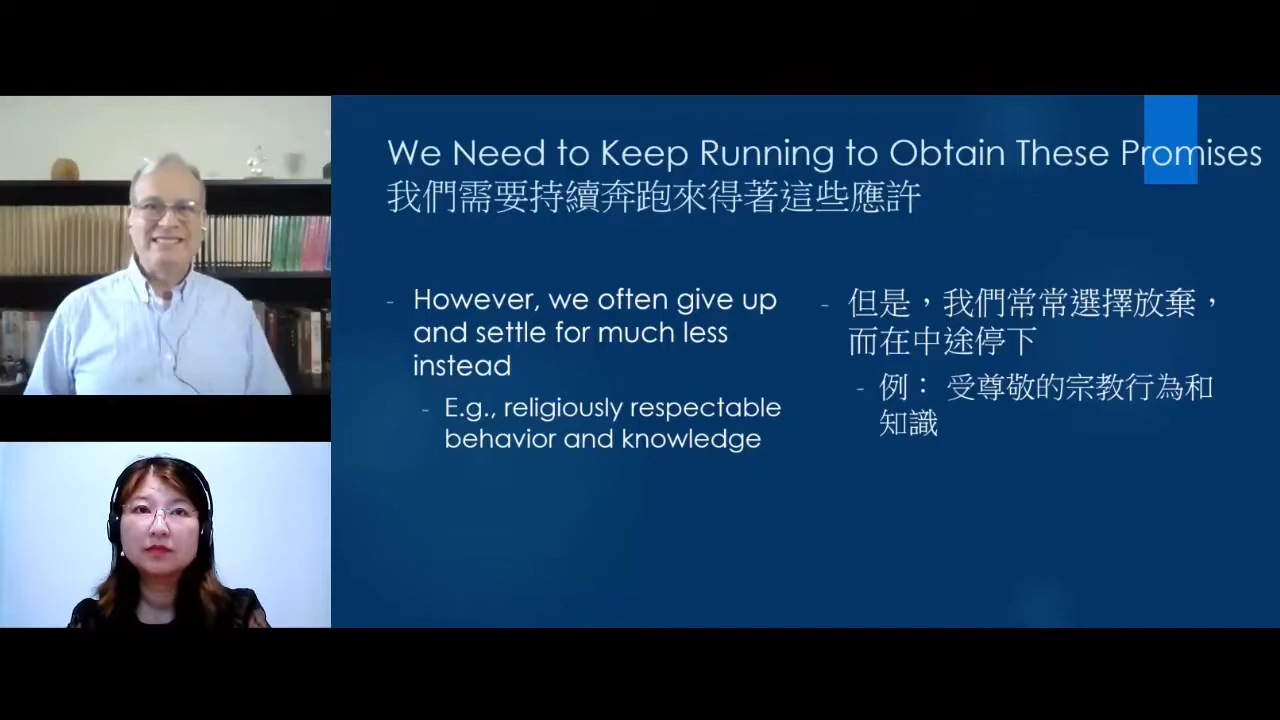 We Need to Keep Running to Obtain These Promises
我們需要持續奔跑來得著這些應許
- However, we often give up
and settle for much less
instead
- E.g., religiously respectable
behavior and knowledge
- 但是，我們常常選擇放棄，
而在中途停下
- 例： 受尊敬的宗教行為和
知識